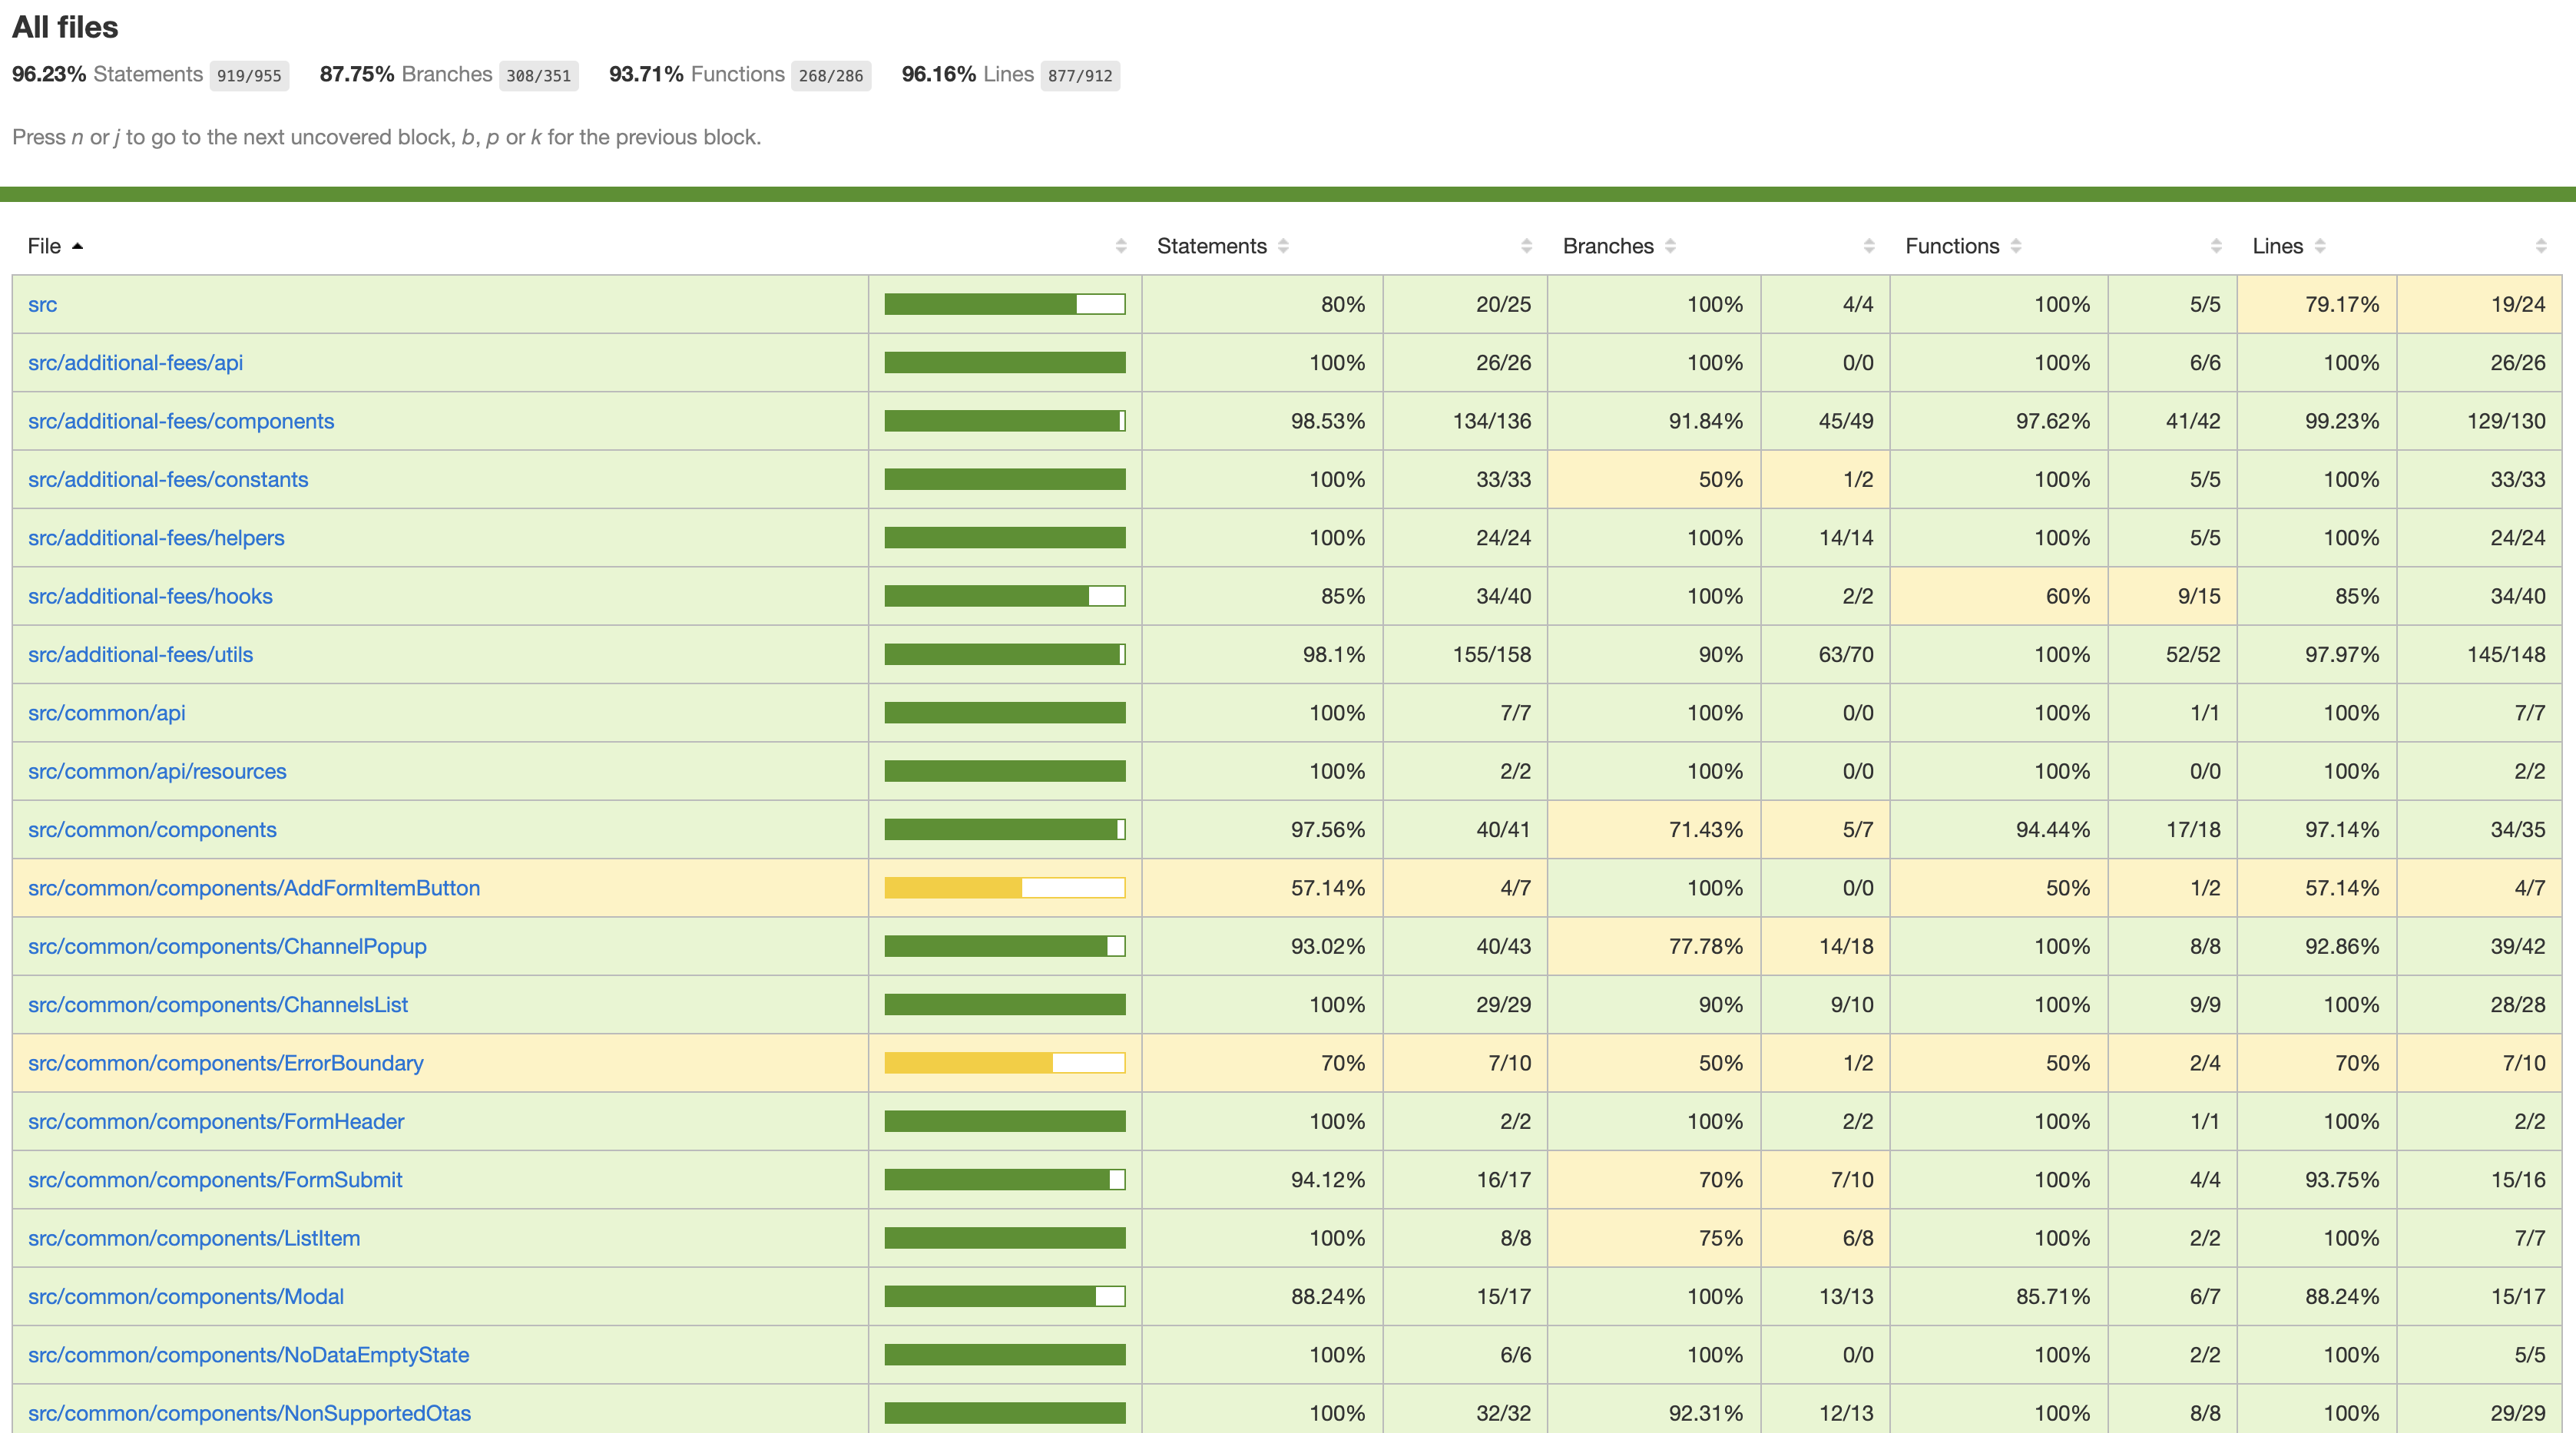 All files
96.23% Statements 919/955 87.75% Branches 308/351 93.71% Functions 268/286 96.16% Lines 877/912
Press n or j to go to the next uncovered block, b, p or k for the previous block.
File Statements Branches Functions Lines
src 80% 20/25 100% 4/4 100% 5/5 79.17% 19/24
src/additional-fees/api 100% 26/26 100% 0/0 100% 6/6 100% 26/26
src/additional-fees/components 98.53% 134/136 91.84% 45/49 97.62% 41/42 99.23% 129/130
src/additional-fees/constants 100% 33/33 50% 1/2 100% 5/5 100% 33/33
src/additional-fees/helpers 100% 24/24 100% 14/14 100% 5/5 100% 24/24
src/additional-fees/hooks 85% 34/40 100% 2/2 60% 9/15 85% 34/40
src/additional-fees/utils 98.1% 155/158 90% 63/70 100% 52/52 97.97% 145/148
src/common/api 100% 7/7 100% 0/0 100% 1/1 100% 7/7
src/common/api/resources 100% 2/2 100% 0/0 100% 0/0 100% 2/2
src/common/components 97.56% 40/41 71.43% 5/7 94.44% 17/18 97.14% 34/35
src/common/components/AddFormItemButton 57.14% 4/7 100% 0/0 50% 1/2 57.14% 4/7
src/common/components/ChannelPopup 93.02% 40/43 77.78% 14/18 100% 8/8 92.86% 39/42
src/common/components/ChannelsList 100% 29/29 90% 9/10 100% 9/9 100% 28/28
src/common/components/ErrorBoundary 70% 7/10 50% 1/2 50% 2/4 70% 7/10
src/common/components/FormHeader 100% 2/2 100% 2/2 100% 1/1 100% 2/2
src/common/components/FormSubmit 94.12% 16/17 70% 7/10 100% 4/4 93.75% 15/16
src/common/components/ListItem 100% 8/8 75% 6/8 100% 2/2 100% 7/7
src/common/components/Modal 88.24% 15/17 100% 13/13 85.71% 6/7 88.24% 15/17
src/common/components/NoDataEmptyState 100% 6/6 100% 0/0 100% 2/2 100% 5/5
src/common/components/NonSupportedOtas 100% 32/32 92.31% 12/13 100% 8/8 100% 29/29